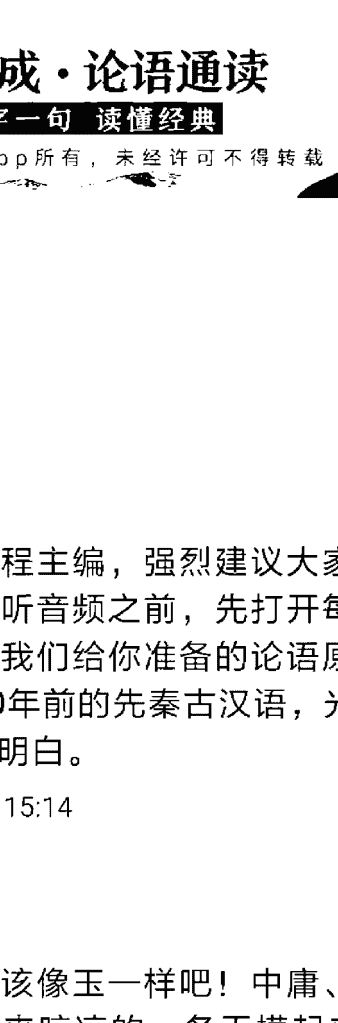 成·论语通读
字一句 读懂经典
pp所有，未经许可不得转载
程主编，强烈建议大家
听音频之前，先打开每
我们给你准备的论语原
0年前的先秦古汉语，光
明白。
15:14
该像玉一样吧！中庸、